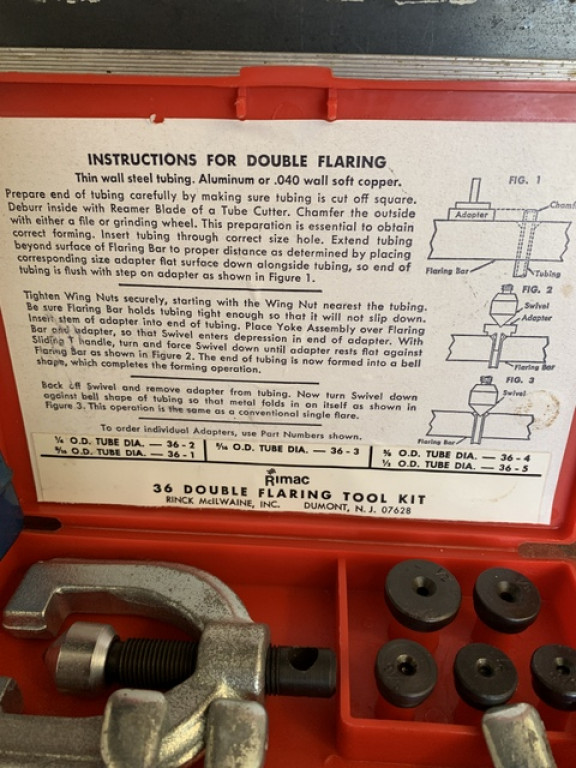 INSTRUCTIONS FOR DOUBLE FLARING
Thin wall steel tubing. Aluminum or .040 wall soft copper.
Prepare end of tubing carefully by making sure tubing is cut off square.
Deburr inside with Reamer Blade of a Tube Cutter. Chamfer the outside
with either a file or grinding wheel. This preparation is essential to obtain
correct forming. Insert tubing through correct size hole. Extend tubing
beyond surface of Flaring Bar to proper distance as determined by placing
corresponding size adapter flat surface down alongside tubing, so end of
tubing is flush with step on adapter as shown in Figure 1.
Tighten Wing Nuts securely, starting with the Wing Nut nearest the tubing.
Be sure Flaring Bar holds tubing tight enough so that it will not slip down.
Insert stem of adapter into end of tubing. Place Yoke Assembly over Flaring
Bar and adapter, so that Swivel enters depression in end of adapter. With
Sliding T handle, turn and force Swivel down until adapter rests flat against
Flaring Bar as shown in Figure 2. The end of tubing is now formed into a bell
shape, which completes the forming operation.
Back off Swivel and remove adapter from tubing. Now turn Swivel down
against bell shape of tubing so that metal folds in on itself as shown in
Figure 3. This operation is the same as a conventional single flare.
To order individual Adapters, use Part Numbers shown.
FIG. 1
Chamf
Adapter
Flaring Bar
Tubing
FIG. 2
Swivel
Adapter
Flaring Bar
FIG. 3
Swivel
Flaring Bar
¼ O.D. TUBE DIA. — 36-2
3/16 O.D. TUBE DIA. — 36-1
5/16 O.D. TUBE DIA. — 36-3
⅜ O.D. TUBE DIA. — 36-4
½ O.D. TUBE DIA. — 36-5
Rimac
36 DOUBLE FLARING TOOL KIT
RINCK McILWAINE, INC. DUMONT, N. J. 07628